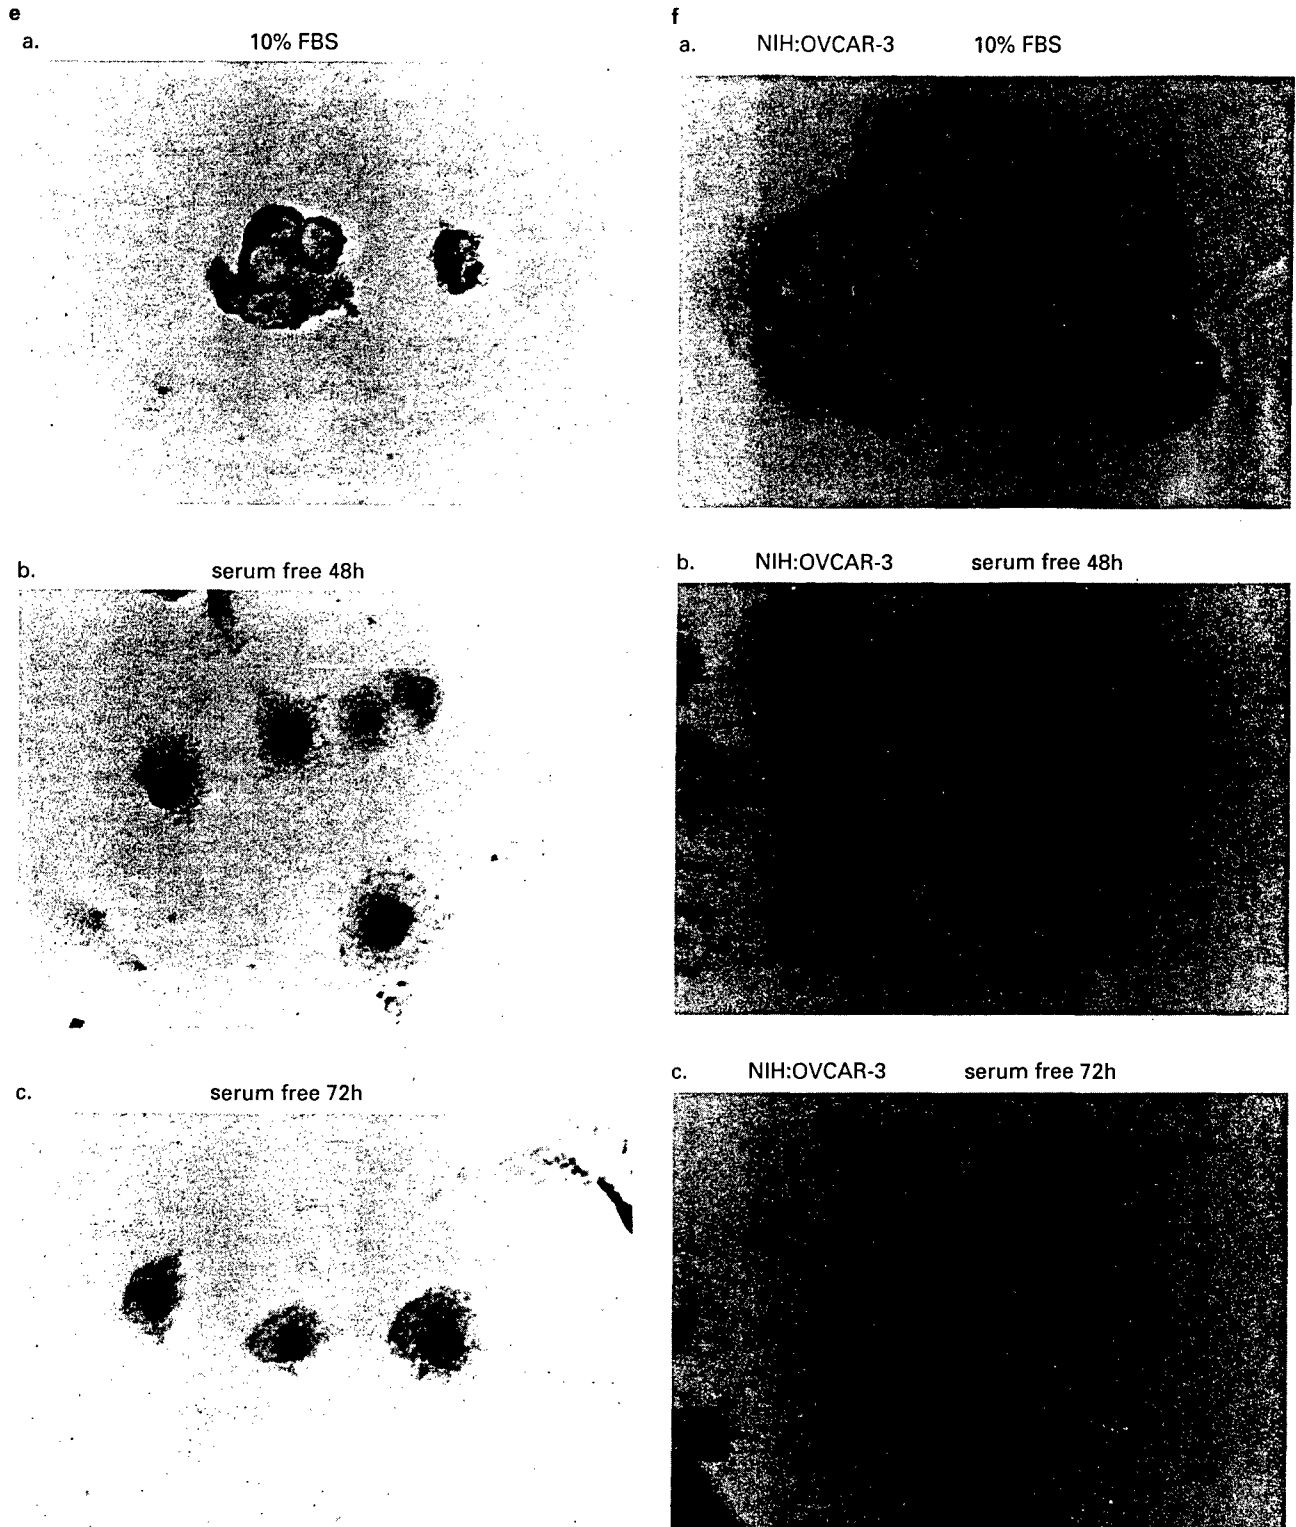 e
a. 10% FBS
b. serum free 48h
c. serum free 72h
f
a. NIH:OVCAR-3 10% FBS
b. NIH:OVCAR-3 serum free 48h
c. NIH:OVCAR-3 serum free 72h